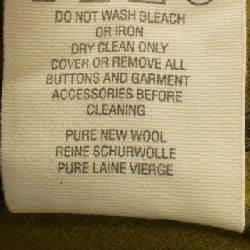 DO NOT WASH BLEACH
OR IRON
DRY CLEAN ONLY
COVER OR REMOVE ALL
BUTTONS AND GARMENT
ACCESSORIES BEFORE
CLEANING
PURE NEW WOOL
REINE SCHURWOLLE
PURE LAINE VIERGE